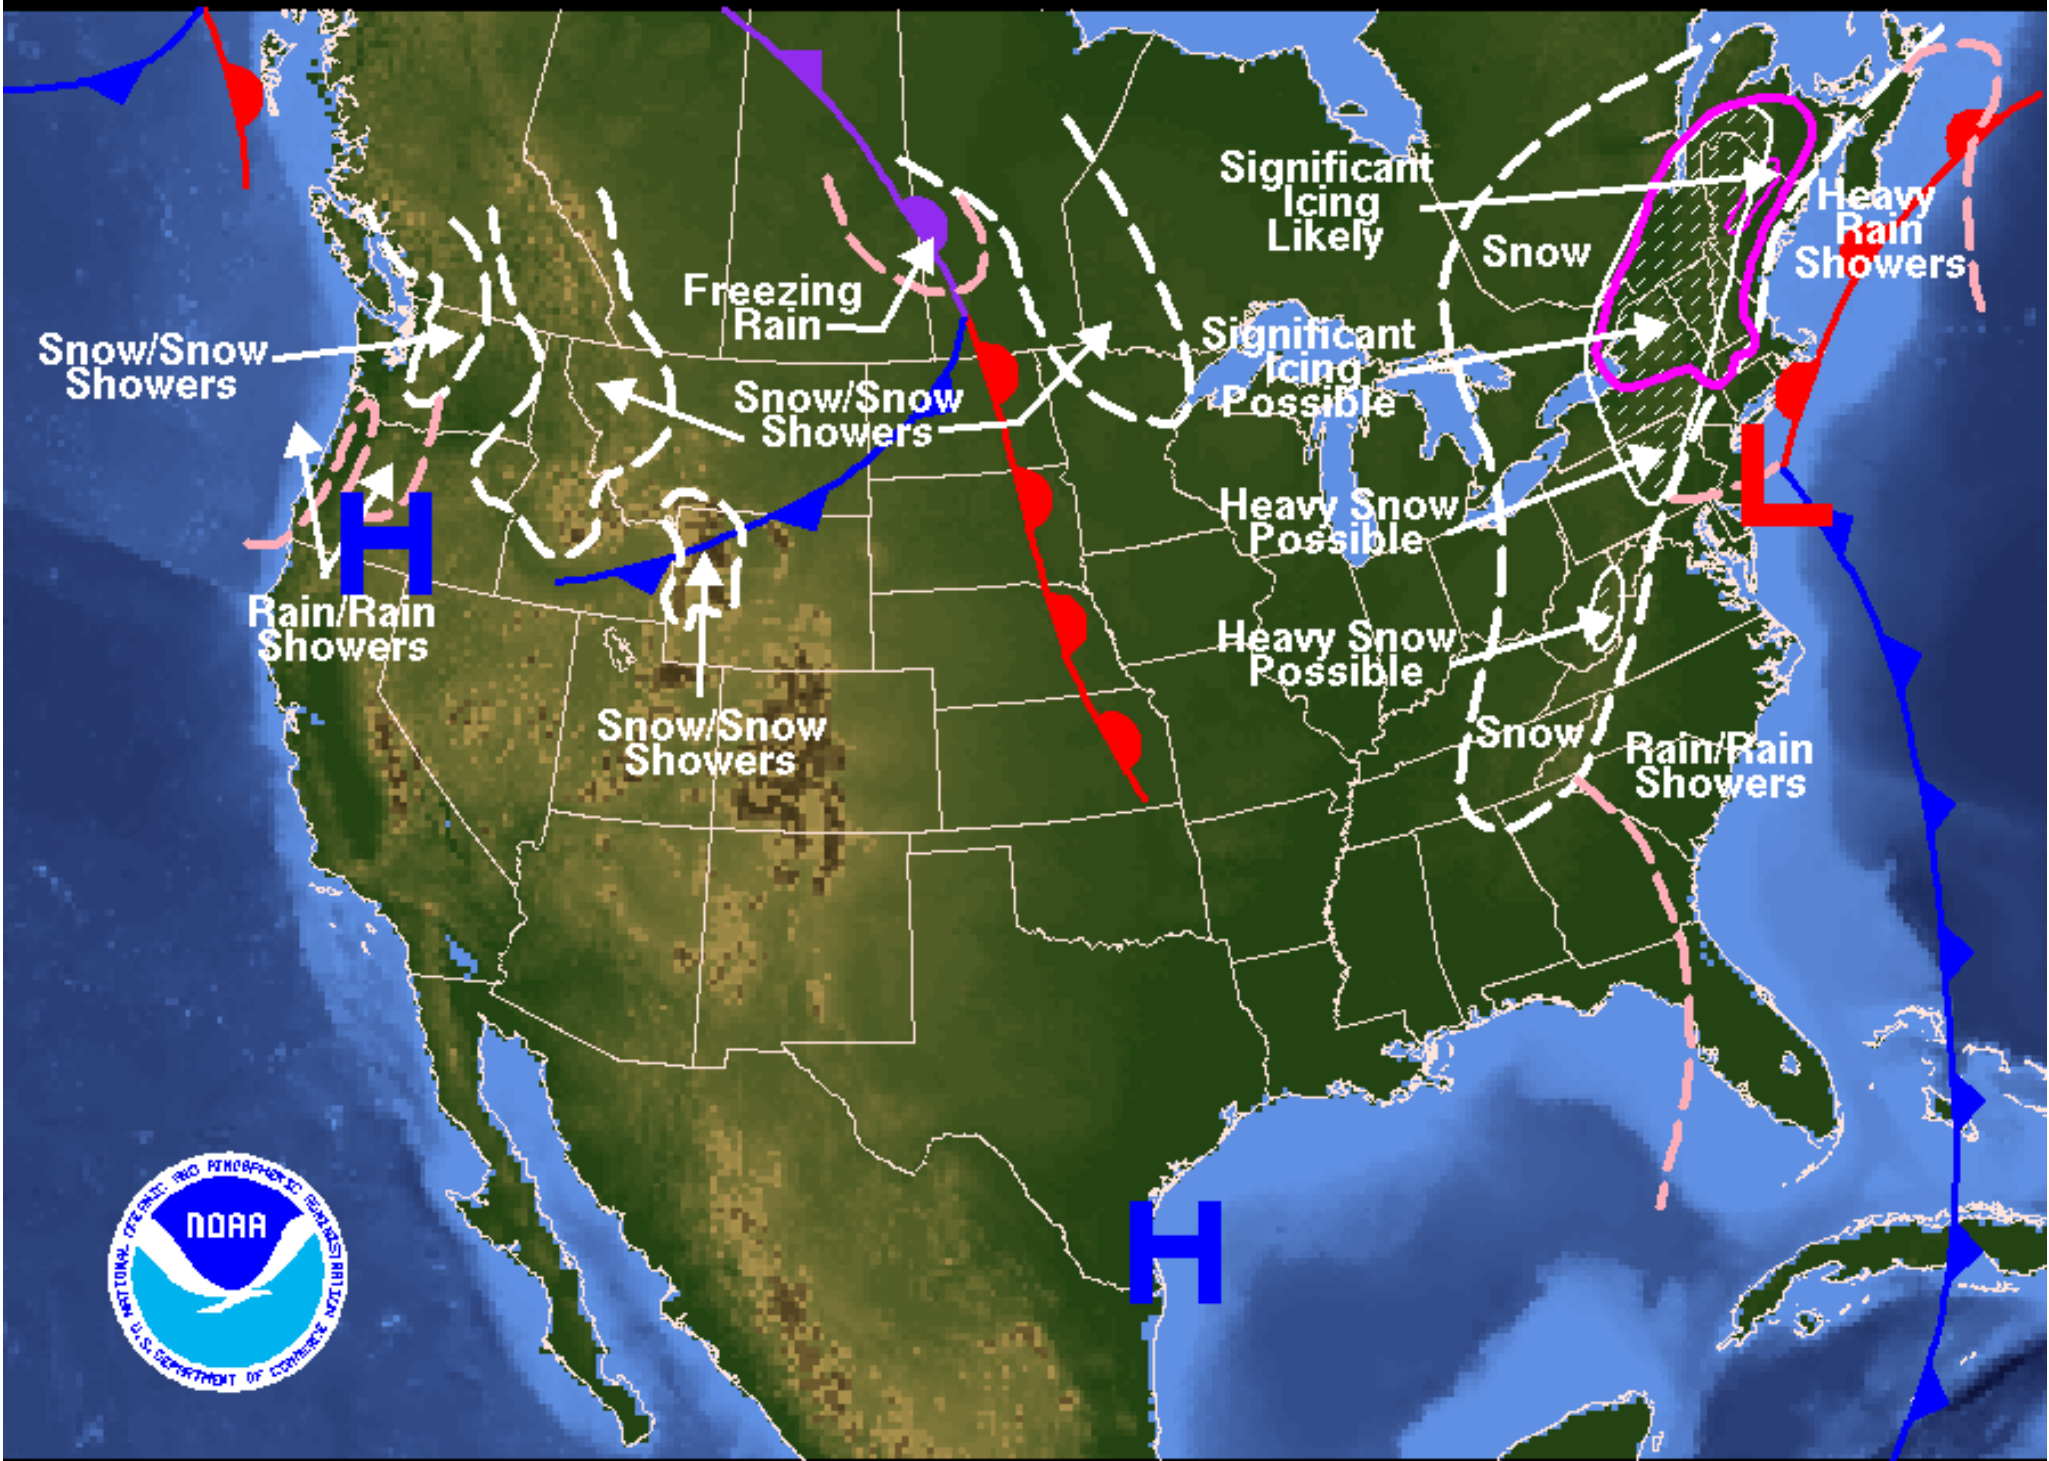 Significant
Icing
Likely
Heavy
Rain
Showers
Snow
Freezing
Rain
Snow/Snow
Showers
Significant
Icing
Possible
Snow/Snow
Showers
Heavy Snow
Possible
H
L
Rain/Rain
Showers
Heavy Snow
Possible
Snow/Snow
Showers
Snow
Rain/Rain
Showers
H
NATIONAL OCEANIC AND ATMOSPHERIC ADMINISTRATION
NOAA
U.S. DEPARTMENT OF COMMERCE